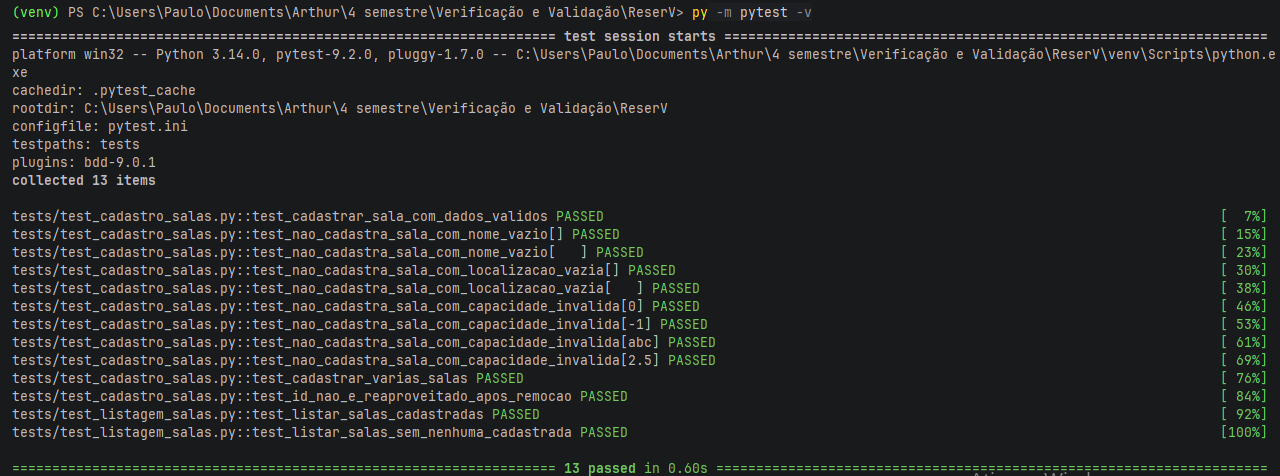 (venv) PS C:\Users\Paulo\Documents\Arthur\4 semestre\Verificação e Validação\ReserV> py -m pytest -v
==================================================================== test session starts ====================================================================
platform win32 -- Python 3.14.0, pytest-9.2.0, pluggy-1.7.0 -- C:\Users\Paulo\Documents\Arthur\4 semestre\Verificação e Validação\ReserV\venv\Scripts\python.e
xe
cachedir: .pytest_cache
rootdir: C:\Users\Paulo\Documents\Arthur\4 semestre\Verificação e Validação\ReserV
configfile: pytest.ini
testpaths: tests
plugins: bdd-9.0.1
collected 13 items
tests/test_cadastro_salas.py::test_cadastrar_sala_com_dados_validos PASSED [  7%]
tests/test_cadastro_salas.py::test_nao_cadastra_sala_com_nome_vazio[] PASSED [ 15%]
tests/test_cadastro_salas.py::test_nao_cadastra_sala_com_nome_vazio[   ] PASSED [ 23%]
tests/test_cadastro_salas.py::test_nao_cadastra_sala_com_localizacao_vazia[] PASSED [ 30%]
tests/test_cadastro_salas.py::test_nao_cadastra_sala_com_localizacao_vazia[   ] PASSED [ 38%]
tests/test_cadastro_salas.py::test_nao_cadastra_sala_com_capacidade_invalida[0] PASSED [ 46%]
tests/test_cadastro_salas.py::test_nao_cadastra_sala_com_capacidade_invalida[-1] PASSED [ 53%]
tests/test_cadastro_salas.py::test_nao_cadastra_sala_com_capacidade_invalida[abc] PASSED [ 61%]
tests/test_cadastro_salas.py::test_nao_cadastra_sala_com_capacidade_invalida[2.5] PASSED [ 69%]
tests/test_cadastro_salas.py::test_cadastrar_varias_salas PASSED [ 76%]
tests/test_cadastro_salas.py::test_id_nao_e_reaproveitado_apos_remocao PASSED [ 84%]
tests/test_listagem_salas.py::test_listar_salas_cadastradas PASSED [ 92%]
tests/test_listagem_salas.py::test_listar_salas_sem_nenhuma_cadastrada PASSED [100%]
==================================================================== 13 passed in 0.60s =====================================================================